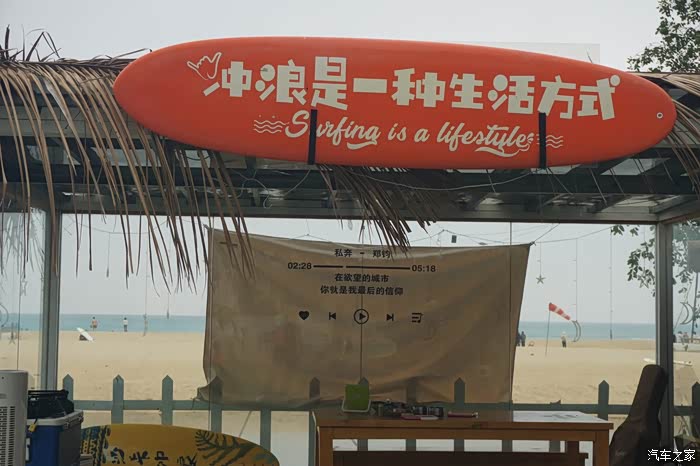 冲浪是一种生活方式
Surfing is a lifestyle
私奔 - 郑钧
02:28 05:18
在欲望的城市
你就是我最后的信仰
汽车之家